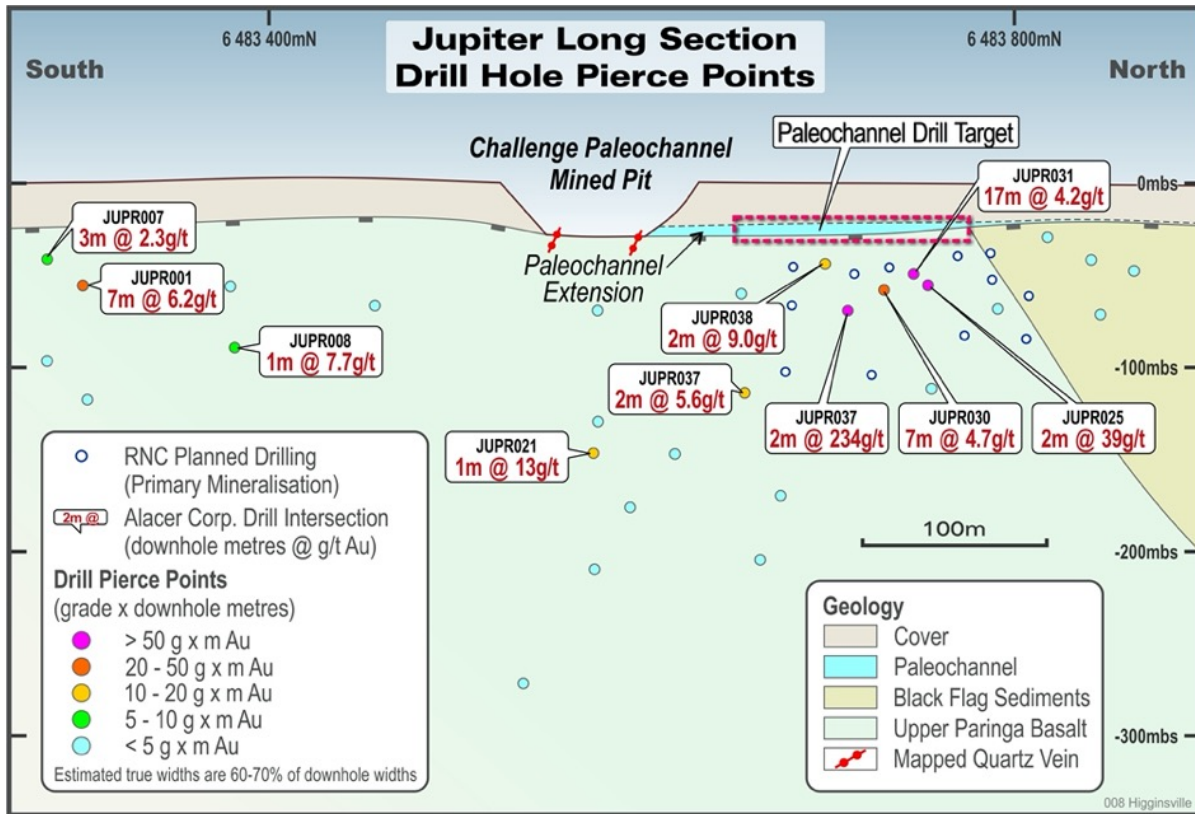 6 483 400mN
6 483 800mN
Jupiter Long Section
Drill Hole Pierce Points
South
North
Challenge Paleochannel
Mined Pit
Paleochannel Drill Target
JUPR031
17m @ 4.2g/t
0mbs
JUPR007
3m @ 2.3g/t
JUPR001
7m @ 6.2g/t
Paleochannel
Extension
JUPR008
1m @ 7.7g/t
JUPR038
2m @ 9.0g/t
-100mbs
JUPR037
2m @ 5.6g/t
JUPR037
2m @ 234g/t
JUPR030
7m @ 4.7g/t
JUPR025
2m @ 39g/t
JUPR021
1m @ 13g/t
RNC Planned Drilling
(Primary Mineralisation)
2m @
Alacer Corp. Drill Intersection
(downhole metres @ g/t Au)
Drill Pierce Points
(grade x downhole metres)
> 50 g x m Au
20 - 50 g x m Au
10 - 20 g x m Au
5 - 10 g x m Au
< 5 g x m Au
Estimated true widths are 60-70% of downhole widths
100m
-200mbs
Geology
Cover
Paleochannel
Black Flag Sediments
Upper Paringa Basalt
Mapped Quartz Vein
-300mbs
008 Higginsville